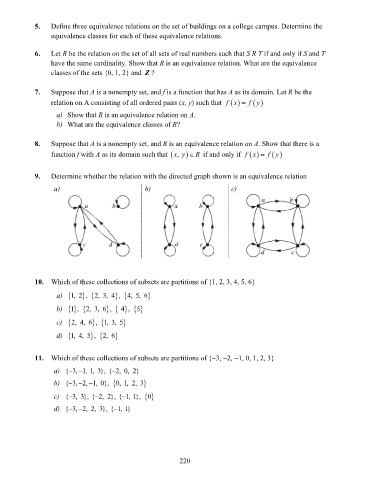 5. Define three equivalence relations on the set of buildings on a college campus. Determine the
equivalence classes for each of these equivalence relations.
6. Let R be the relation on the set of all sets of real numbers such that S R T if and only if S and T
have the same cardinality. Show that R is an equivalence relation. What are the equivalence
classes of the sets {0, 1, 2} and Z ?
7. Suppose that A is a nonempty set, and f is a function that has A as its domain. Let R be the
relation on A consisting of all ordered pairs (x, y) such that f(x) = f(y)
a) Show that R is an equivalence relation on A.
b) What are the equivalence classes of R?
8. Suppose that A is a nonempty set, and R is an equivalence relation on A. Show that there is a
function f with A as its domain such that (x, y) ∈ R if and only if f(x) = f(y)
9. Determine whether the relation with the directed graph shown is an equivalence relation
a) b) c)
a b a b a b
c d d c d c
10. Which of these collections of subsets are partitions of {1, 2, 3, 4, 5, 6}
a) {1, 2}, {2, 3, 4}, {4, 5, 6}
b) {1}, {2, 3, 6}, { 4}, {5}
c) {2, 4, 6}, {1, 3, 5}
d) {1, 4, 5}, {2, 6}
11. Which of these collections of subsets are partitions of {−3, −2, −1, 0, 1, 2, 3}
a) {−3, −1, 1, 3}, {−2, 0, 2}
b) {−3, −2, −1, 0}, {0, 1, 2, 3}
c) {−3, 3}, {−2, 2}, {−1, 1}, {0}
d) {−3, −2, 2, 3}, {−1, 1}
220